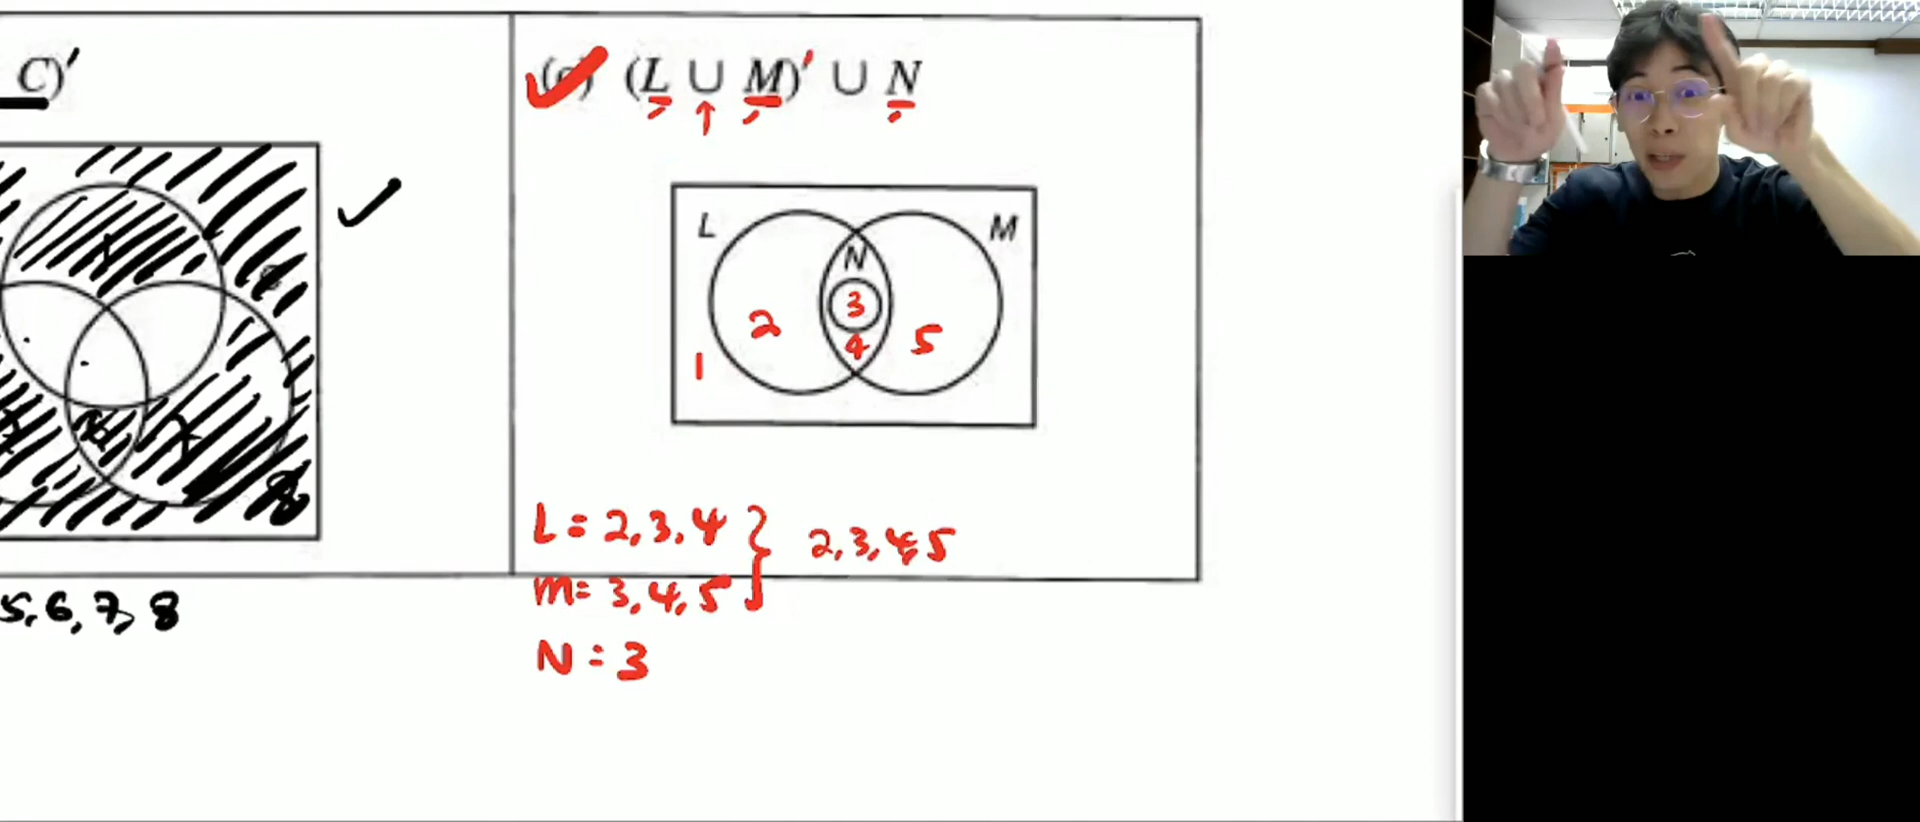 C)′
(L ∪ M)′ ∪ N
L
M
N
3
2
4
5
1
L = 2, 3, 4
2, 3, 4, 5
M = 3, 4, 5
5, 6, 7, 8
N = 3